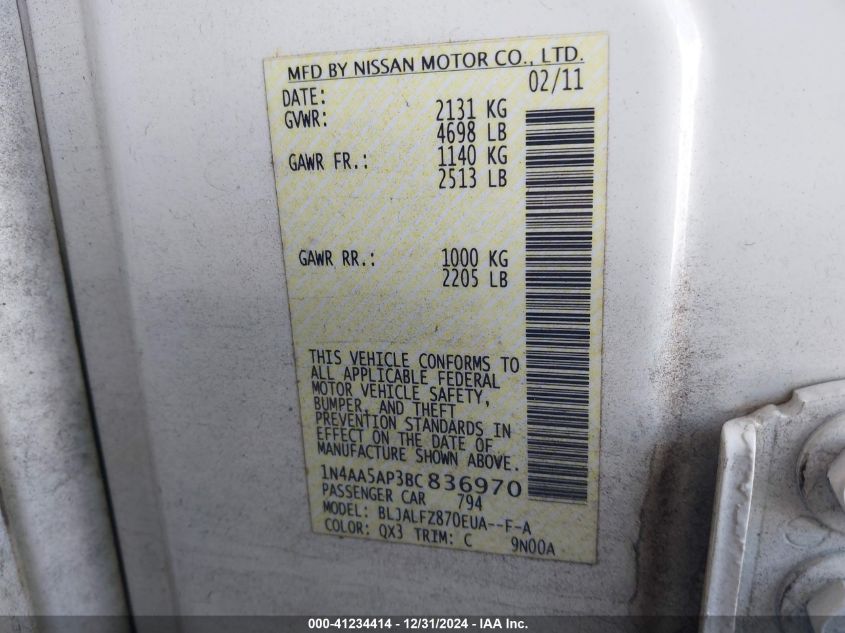 MFD BY NISSAN MOTOR CO., LTD.
DATE: 02/11
GVWR: 2131 KG
4698 LB
GAWR FR.: 1140 KG
2513 LB
GAWR RR.: 1000 KG
2205 LB
THIS VEHICLE CONFORMS TO
ALL APPLICABLE FEDERAL
MOTOR VEHICLE SAFETY,
BUMPER, AND THEFT
PREVENTION STANDARDS IN
EFFECT ON THE DATE OF
MANUFACTURE SHOWN ABOVE.
1N4AA5AP3BC836970
PASSENGER CAR 794
MODEL: BLJALFZ870EUA--F-A
COLOR: QX3 TRIM: C 9N00A
000-41234414 - 12/31/2024 - IAA Inc.